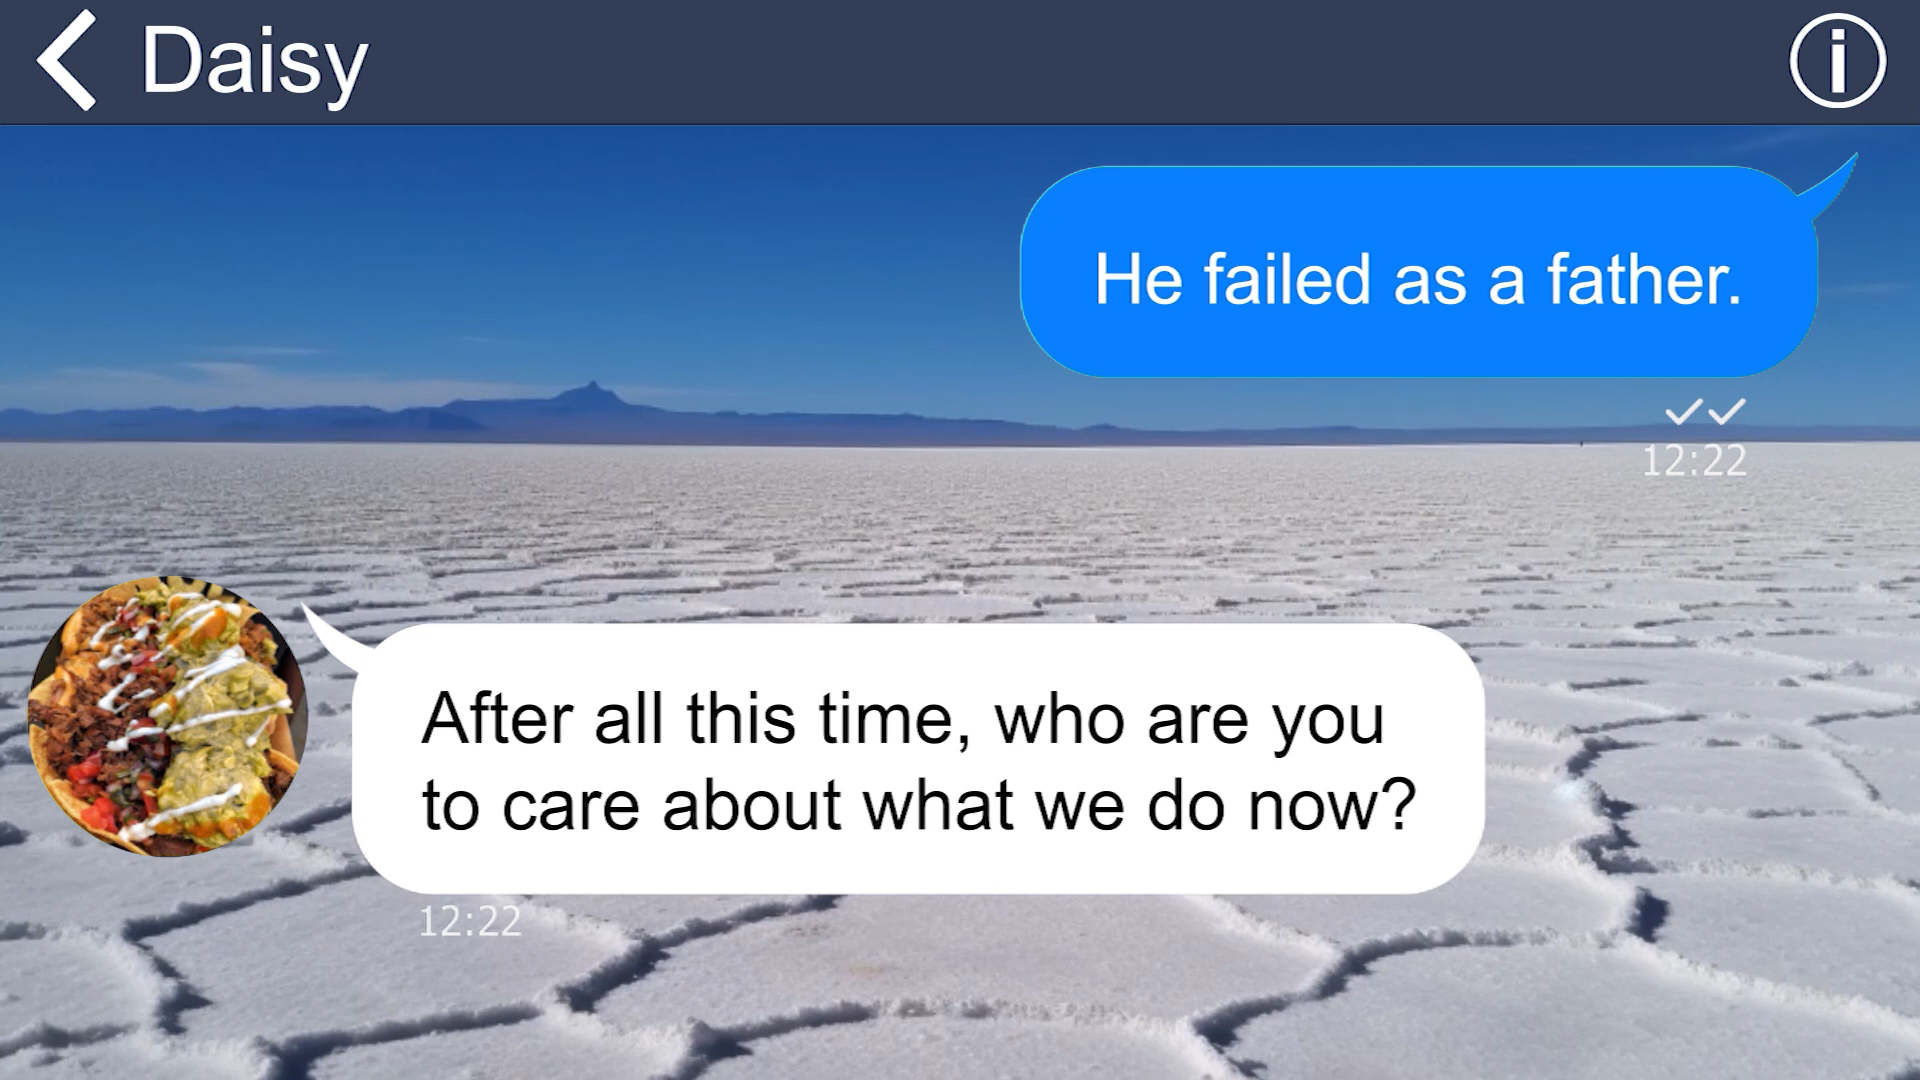 Daisy
He failed as a father.
12:22
After all this time, who are you
to care about what we do now?
12:22